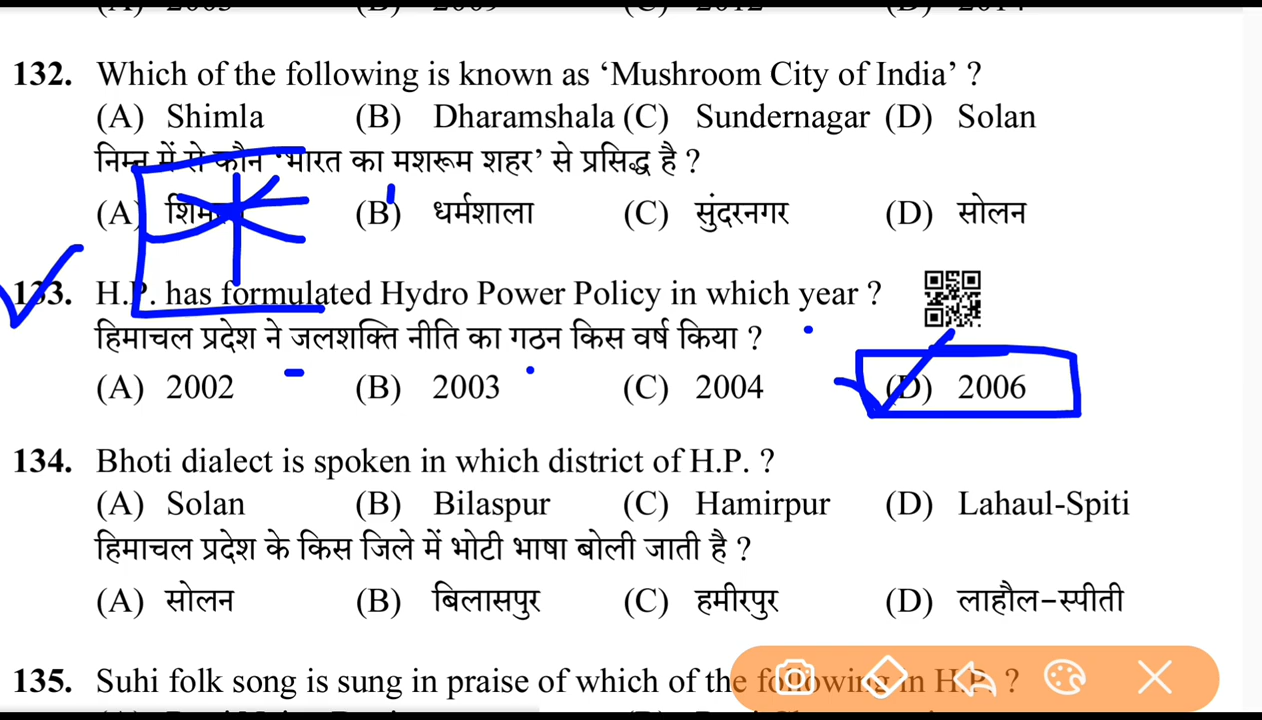 132. Which of the following is known as ‘Mushroom City of India’ ?
(A) Shimla (B) Dharamshala (C) Sundernagar (D) Solan
निम्न में से कौन ‘भारत का मशरूम शहर’ से प्रसिद्ध है ?
(A) (B) धर्मशाला (C) सुंदरनगर (D) सोलन
133. H.P. has formulated Hydro Power Policy in which year ?
हिमाचल प्रदेश ने जलशक्ति नीति का गठन किस वर्ष किया ?
(A) 2002 (B) 2003 (C) 2004 (D) 2006
134. Bhoti dialect is spoken in which district of H.P. ?
(A) Solan (B) Bilaspur (C) Hamirpur (D) Lahaul-Spiti
हिमाचल प्रदेश के किस जिले में भोटी भाषा बोली जाती है ?
(A) सोलन (B) बिलासपुर (C) हमीरपुर (D) लाहौल-स्पीती
135. Suhi folk song is sung in praise of which of the following in H.P. ?